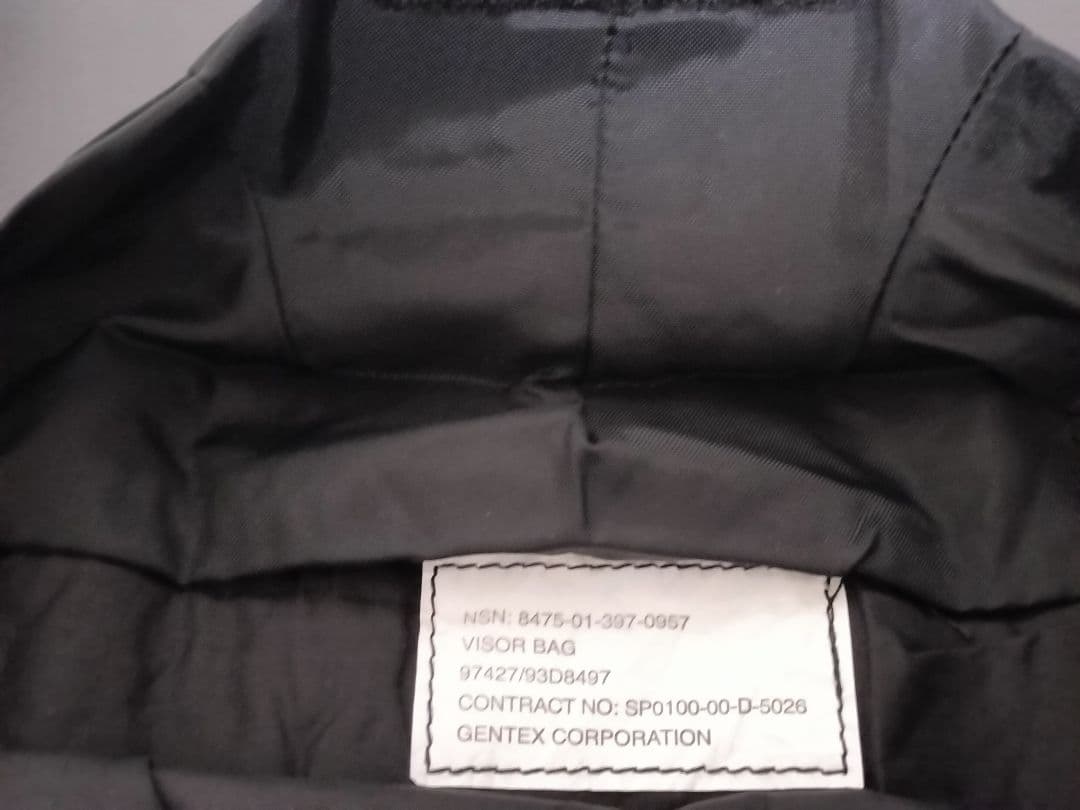 NSN: 8475-01-397-0957
VISOR BAG
97427/93D8497
CONTRACT NO: SP0100-00-D-5026
GENTEX CORPORATION